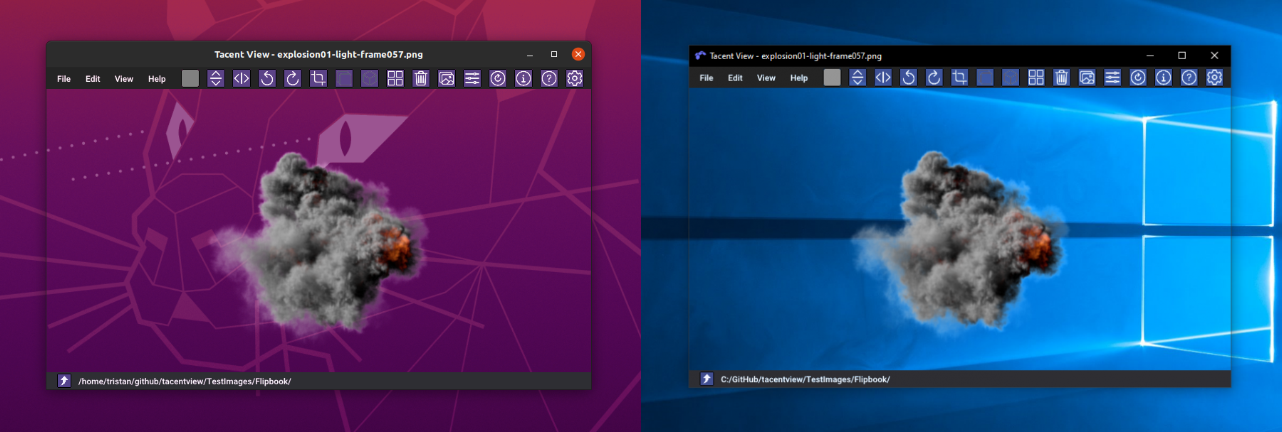 Tacent View - explosion01-light-frame057.png
File Edit View Help
/home/tristan/github/tacentview/TestImages/Flipbook/
Tacent View - explosion01-light-frame057.png
File Edit View Help
C:/GitHub/tacentview/TestImages/Flipbook/